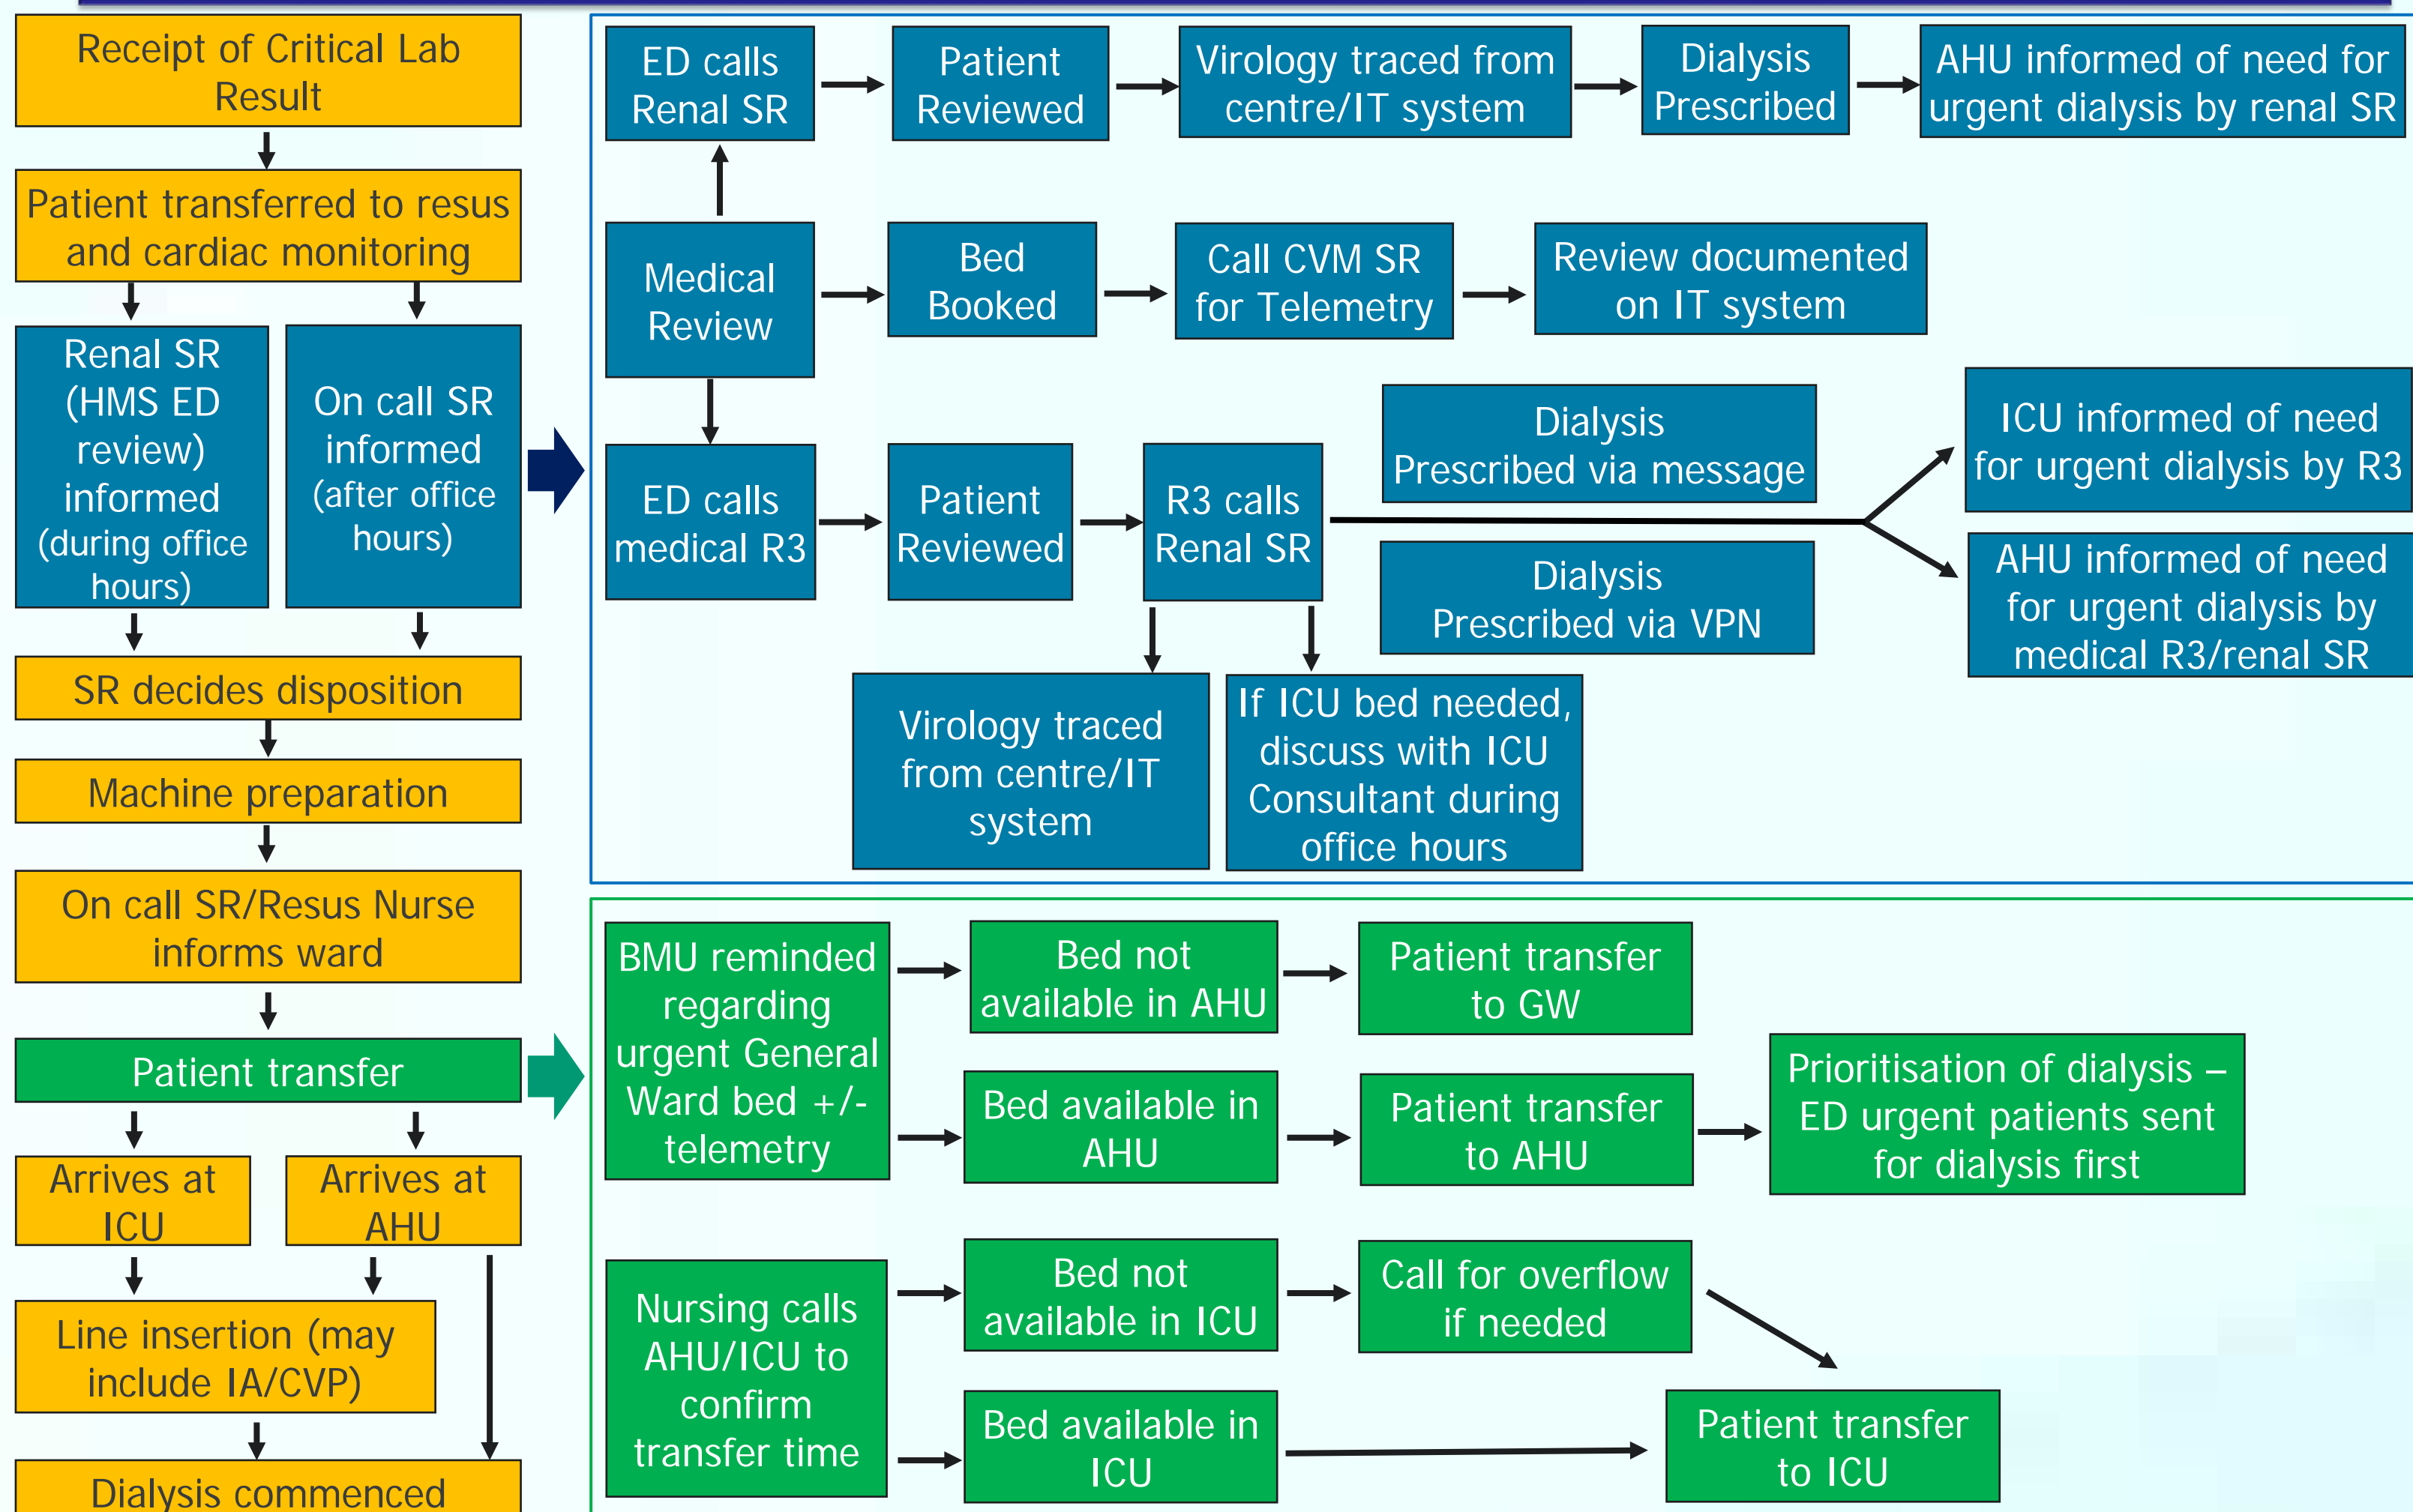 Receipt of Critical Lab
Result
Patient transferred to resus
and cardiac monitoring
Renal SR
(HMS ED
review)
informed
(during office
hours)
On call SR
informed
(after office
hours)
SR decides disposition
Machine preparation
On call SR/Resus Nurse
informs ward
Patient transfer
Arrives at
ICU
Arrives at
AHU
Line insertion (may
include IA/CVP)
Dialysis commenced
ED calls
Renal SR
Patient
Reviewed
Virology traced from
centre/IT system
Dialysis
Prescribed
AHU informed of need for
urgent dialysis by renal SR
Medical
Review
Bed
Booked
Call CVM SR
for Telemetry
Review documented
on IT system
ED calls
medical R3
Patient
Reviewed
R3 calls
Renal SR
Dialysis
Prescribed via message
Dialysis
Prescribed via VPN
ICU informed of need
for urgent dialysis by R3
AHU informed of need
for urgent dialysis by
medical R3/renal SR
Virology traced
from centre/IT
system
If ICU bed needed,
discuss with ICU
Consultant during
office hours
BMU reminded
regarding
urgent General
Ward bed +/-
telemetry
Bed not
available in AHU
Patient transfer
to GW
Bed available in
AHU
Patient transfer
to AHU
Prioritisation of dialysis –
ED urgent patients sent
for dialysis first
Nursing calls
AHU/ICU to
confirm
transfer time
Bed not
available in ICU
Call for overflow
if needed
Bed available in
ICU
Patient transfer
to ICU